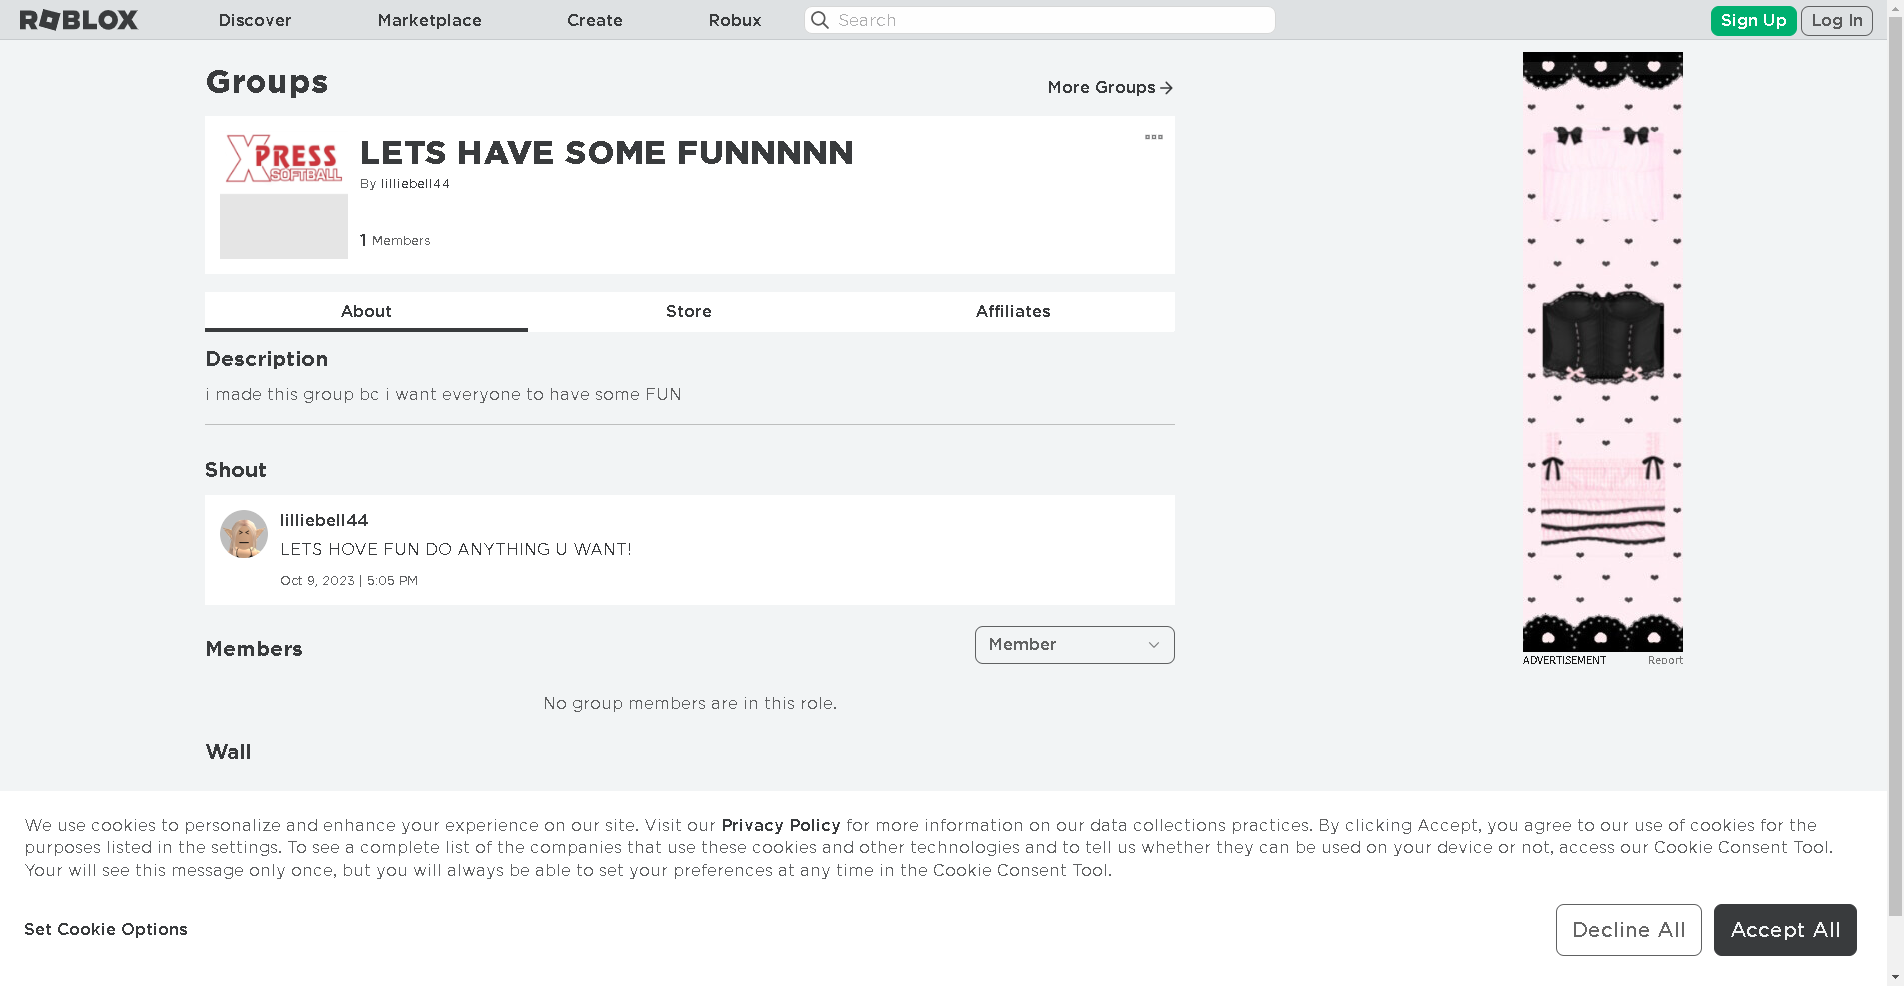 ROBLOX
Discover
Marketplace
Create
Robux
Search
Sign Up
Log In
Groups
More Groups
XPRESS
SOFTBALL
LETS HAVE SOME FUNNNNN
By lilliebell44
1 Members
About
Store
Affiliates
Description
i made this group bc i want everyone to have some FUN
Shout
lilliebell44
LETS HOVE FUN DO ANYTHING U WANT!
Oct 9, 2023 | 5:05 PM
Members
Member
No group members are in this role.
Wall
ADVERTISEMENT
Report
We use cookies to personalize and enhance your experience on our site. Visit our Privacy Policy for more information on our data collections practices. By clicking Accept, you agree to our use of cookies for the
purposes listed in the settings. To see a complete list of the companies that use these cookies and other technologies and to tell us whether they can be used on your device or not, access our Cookie Consent Tool.
Your will see this message only once, but you will always be able to set your preferences at any time in the Cookie Consent Tool.
Set Cookie Options
Decline All
Accept All